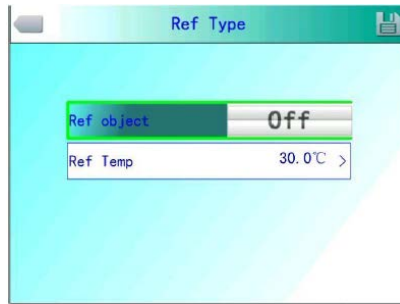 Ref Type
Ref object Off
Ref Temp 30.0℃ >